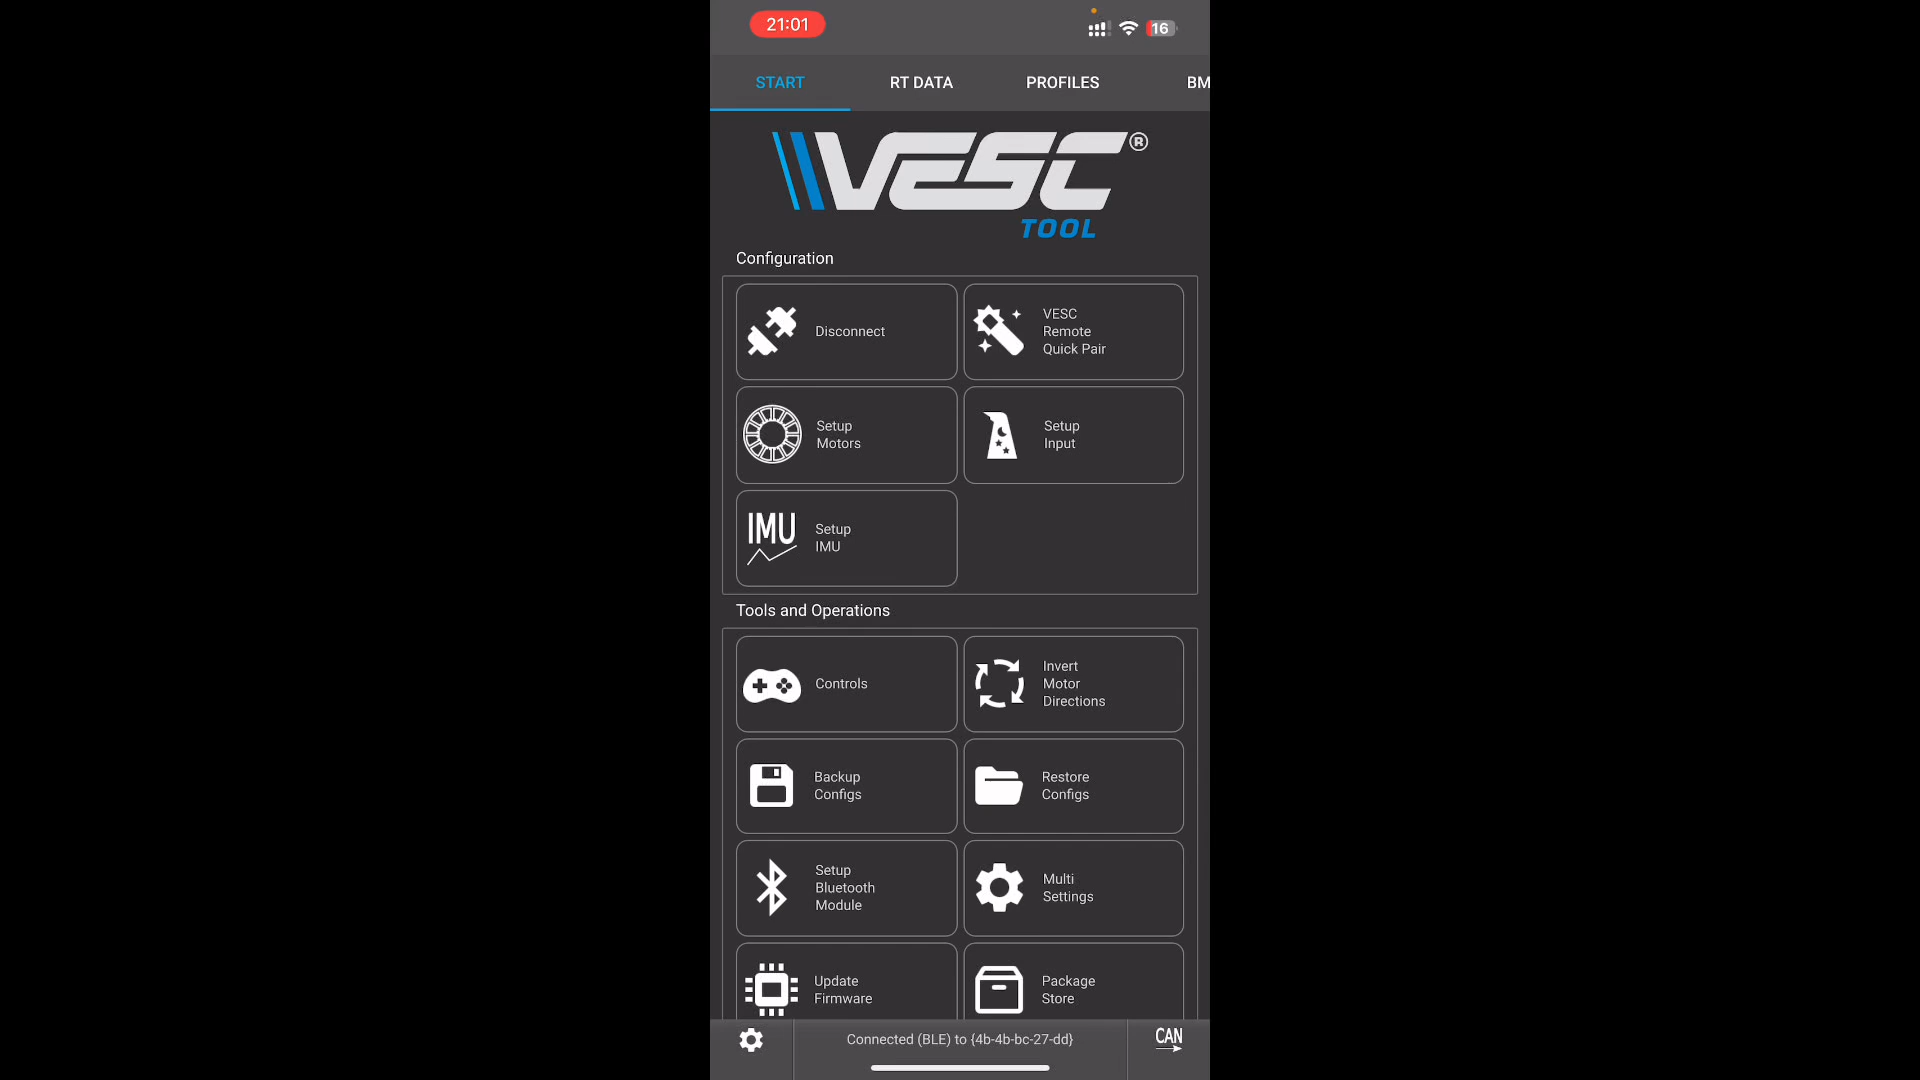 21:01
16
START
RT DATA
PROFILES
BM
VESC®
TOOL
Configuration
Disconnect
VESC
Remote
Quick Pair
Setup
Motors
Setup
Input
IMU
Setup
IMU
Tools and Operations
Controls
Invert
Motor
Directions
Backup
Configs
Restore
Configs
Setup
Bluetooth
Module
Multi
Settings
Update
Firmware
Package
Store
Connected (BLE) to {4b-4b-bc-27-dd}
CAN